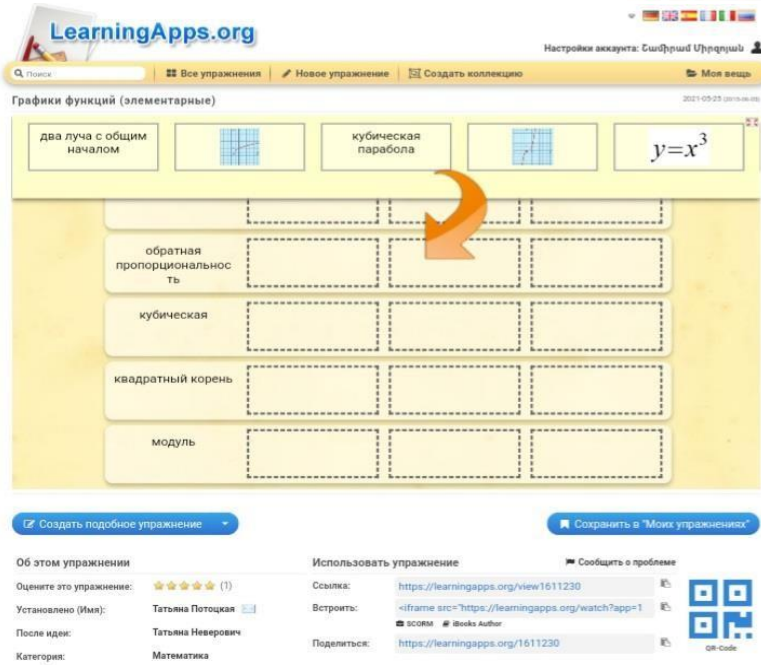 LearningApps.org
Настройки аккаунта: Շամիրամ Միրզոյան
Поиск
Все упражнения
Новое упражнение
Создать коллекцию
Моя вещь
Графики функций (элементарные)
2021-05-25
два луча с общим
началом
кубическая
парабола
y=x³
обратная
пропорциональнос
ть
кубическая
квадратный корень
модуль
Создать подобное упражнение
Сохранить в "Моих упражнениях"
Об этом упражнении
Использовать упражнение
Сообщить о проблеме
Оцените это упражнение:
(1)
Ссылка:
https://learningapps.org/view1611230
Установлено (Имя):
Татьяна Потоцкая
Встроить:
<iframe src="https://learningapps.org/watch?app=1
SCORM
iBooks Author
После идеи:
Татьяна Неверович
Поделиться:
https://learningapps.org/1611230
Категория:
Математика
QR-Code